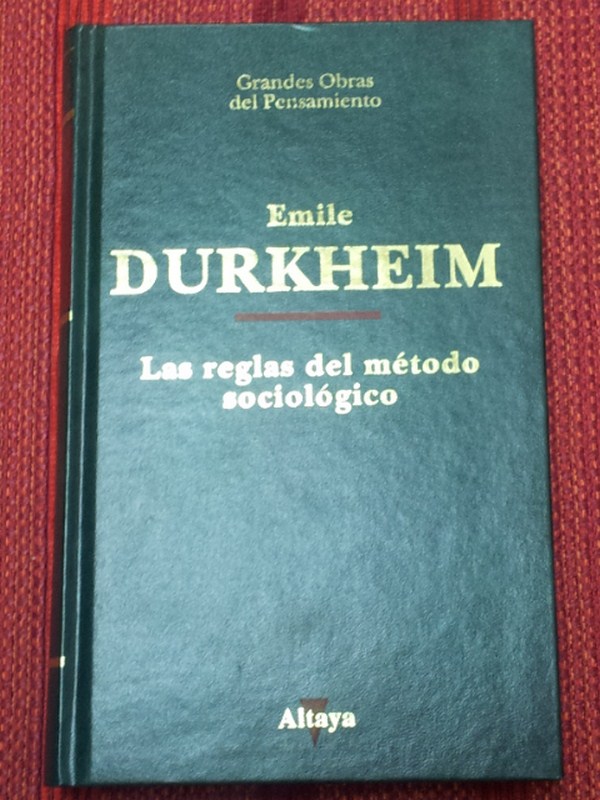 Grandes Obras
del Pensamiento
Emile
DURKHEIM
Las reglas del método
sociológico
Altaya